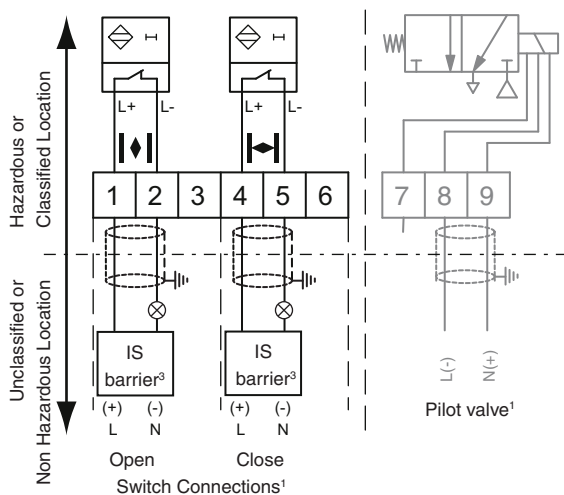 Hazardous or
Classified Location
Unclassified or
Non Hazardous Location
L+ L-
L+ L-
1 2 3 4 5 6
7 8 9
IS
barrier³
IS
barrier³
(+) (-)
L N
(+) (-)
L N
Open
Close
Switch Connections¹
L(-)
N(+)
Pilot valve¹